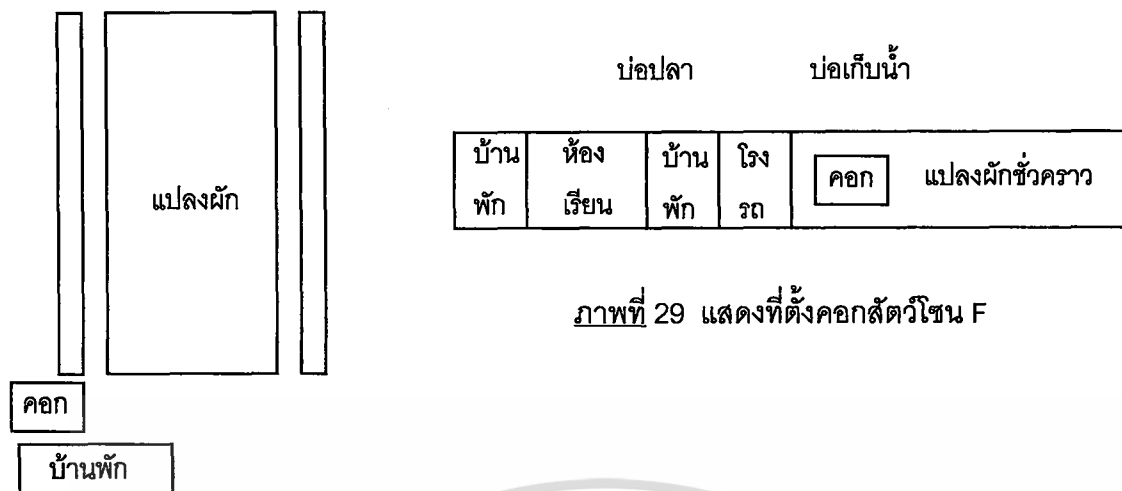 แปลงผัก
คอก
บ้านพัก
บ่อปลา บ่อเก็บน้ำ
บ้าน ห้อง บ้าน โรง
พัก เรียน พัก รถ
คอก แปลงผักชั่วคราว
ภาพที่ 29 แสดงที่ตั้งคอกสัตว์โซน F